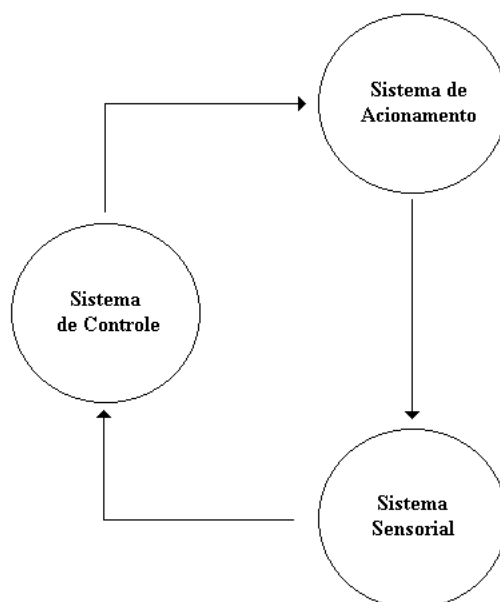 Sistema de
Acionamento
Sistema
de Controle
Sistema
Sensorial